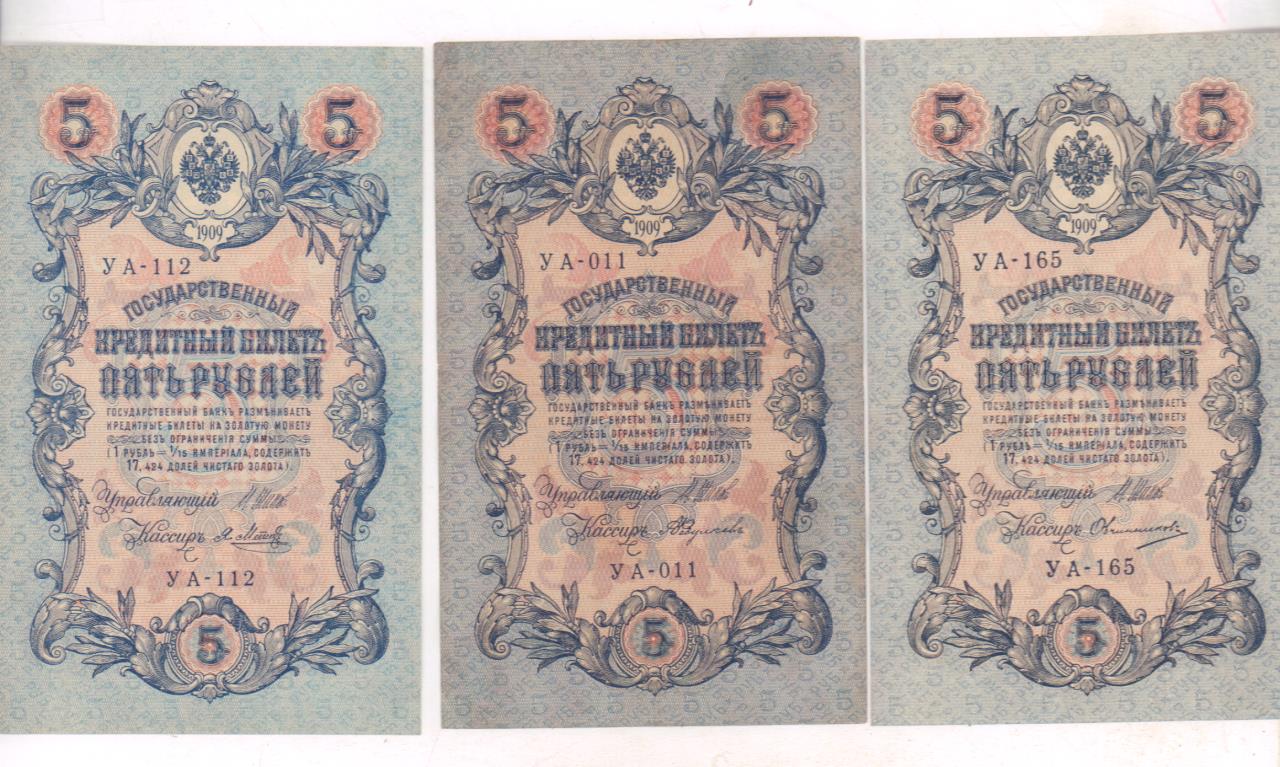 5 5
1909
УА-112
ГОСУДАРСТВЕННЫЙ
КРЕДИТНЫЙ БИЛЕТЪ
ПЯТЬ РУБЛЕЙ
ГОСУДАРСТВЕННЫЙ БАНКЪ РАЗМѢНИВАЕТЪ
КРЕДИТНЫЕ БИЛЕТЫ НА ЗОЛОТУЮ МОНЕТУ
БЕЗЪ ОГРАНИЧЕНІЯ СУММЫ
(1 РУБЛЬ = 1/15 ИМПЕРІАЛА, СОДЕРЖИТЪ
17,424 ДОЛЕЙ ЧИСТАГО ЗОЛОТА).
Управляющій
Кассиръ
УА-112
5
5 5
1909
УА-011
ГОСУДАРСТВЕННЫЙ
КРЕДИТНЫЙ БИЛЕТЪ
ПЯТЬ РУБЛЕЙ
ГОСУДАРСТВЕННЫЙ БАНКЪ РАЗМѢНИВАЕТЪ
КРЕДИТНЫЕ БИЛЕТЫ НА ЗОЛОТУЮ МОНЕТУ
БЕЗЪ ОГРАНИЧЕНІЯ СУММЫ
(1 РУБЛЬ = 1/15 ИМПЕРІАЛА, СОДЕРЖИТЪ
17,424 ДОЛЕЙ ЧИСТАГО ЗОЛОТА).
Управляющій
Кассиръ
УА-011
5
5 5
1909
УА-165
ГОСУДАРСТВЕННЫЙ
КРЕДИТНЫЙ БИЛЕТЪ
ПЯТЬ РУБЛЕЙ
ГОСУДАРСТВЕННЫЙ БАНКЪ РАЗМѢНИВАЕТЪ
КРЕДИТНЫЕ БИЛЕТЫ НА ЗОЛОТУЮ МОНЕТУ
БЕЗЪ ОГРАНИЧЕНІЯ СУММЫ
(1 РУБЛЬ = 1/15 ИМПЕРІАЛА, СОДЕРЖИТЪ
17,424 ДОЛЕЙ ЧИСТАГО ЗОЛОТА).
Управляющій
Кассиръ Овчинниковъ
УА-165
5